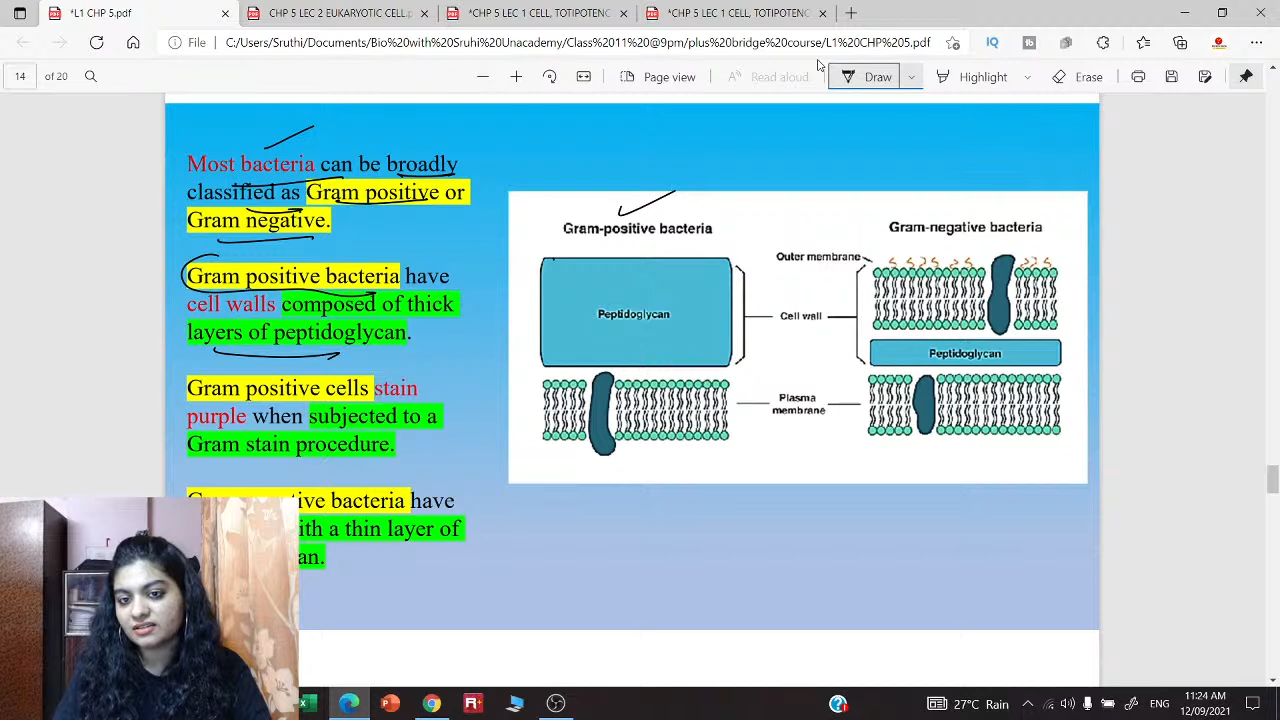 *L1 CHP 5.pdf
CHP 5 LEC 2 EUKARYOTIC CELL.p
*CHP 5 LEC 1 CELL, TOTIPOTENC
*CHP 5 LEC 1 CELL, TOTIPOTENC
File
C:/Users/Sruthi/Documents/Bio%20with%20Sruhi%20Unacademy/Class%2011%20@9pm/plus%20bridge%20course/L1%20CHP%205.pdf
14 of 20
Page view
Read aloud
Draw
Highlight
Erase
Most bacteria can be broadly
classified as Gram positive or
Gram negative.
Gram positive bacteria have
cell walls composed of thick
layers of peptidoglycan.
Gram positive cells stain
purple when subjected to a
Gram stain procedure.
tive bacteria have
ith a thin layer of
an.
Gram-positive bacteria
Gram-negative bacteria
Outer membrane
Peptidoglycan
Cell wall
Peptidoglycan
Plasma
membrane
27°C Rain
ENG
11:24 AM
12/09/2021